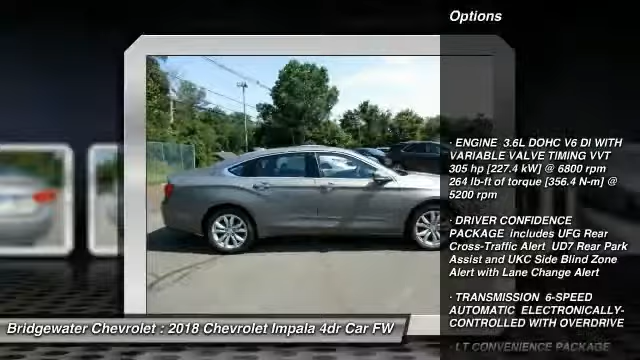 Options
· ENGINE 3.6L DOHC V6 DI WITH
VARIABLE VALVE TIMING VVT
305 hp [227.4 kW] @ 6800 rpm
264 lb-ft of torque [356.4 N-m] @
5200 rpm
· DRIVER CONFIDENCE
PACKAGE includes UFG Rear
Cross-Traffic Alert UD7 Rear Park
Assist and UKC Side Blind Zone
Alert with Lane Change Alert
· TRANSMISSION 6-SPEED
AUTOMATIC ELECTRONICALLY-
CONTROLLED WITH OVERDRIVE
· LT CONVENIENCE PACKAGE
Bridgewater Chevrolet : 2018 Chevrolet Impala 4dr Car FW